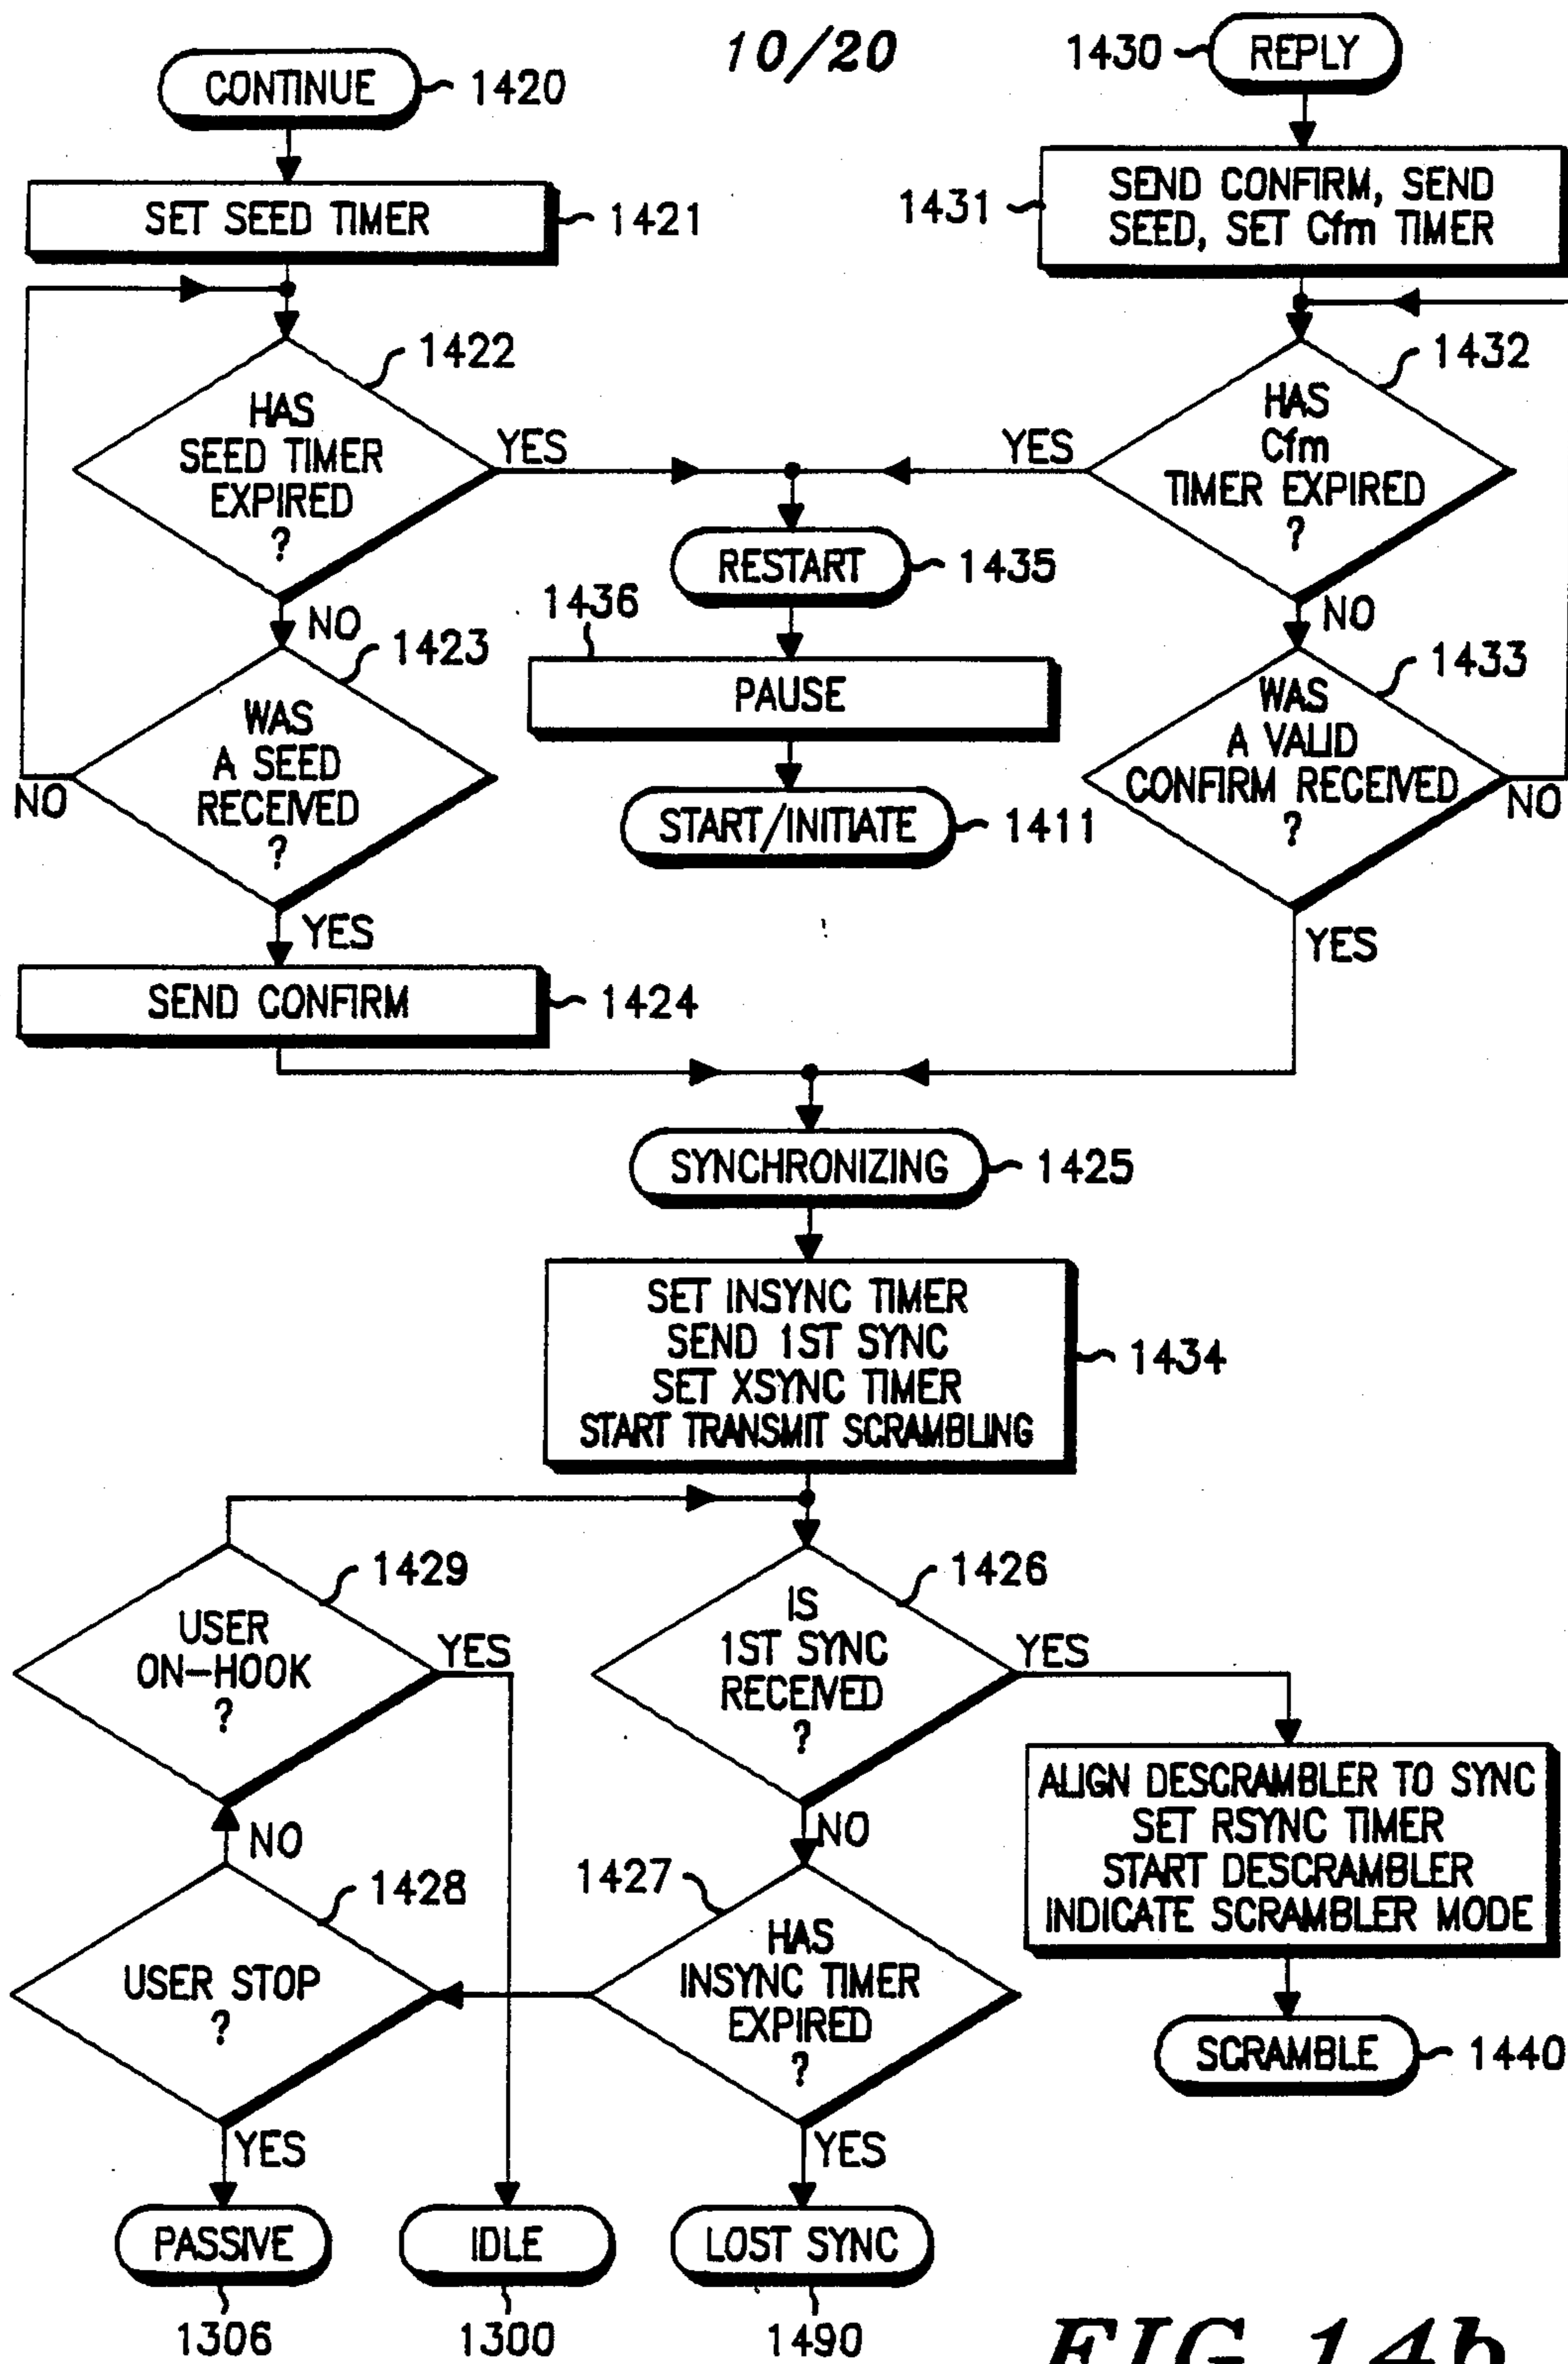 10/20
CONTINUE
1420
1430
REPLY
SET SEED TIMER
1421
1431
SEND CONFIRM, SEND
SEED, SET Cfm TIMER
1422
HAS
SEED TIMER
EXPIRED
?
YES
NO
1432
HAS
Cfm
TIMER EXPIRED
?
YES
NO
RESTART
1435
1436
PAUSE
START/INITIATE
1411
1423
WAS
A SEED
RECEIVED
?
NO
YES
1433
WAS
A VALID
CONFIRM RECEIVED
?
NO
YES
SEND CONFIRM
1424
SYNCHRONIZING
1425
SET INSYNC TIMER
SEND 1ST SYNC
SET XSYNC TIMER
START TRANSMIT SCRAMBLING
1434
1429
USER
ON-HOOK
?
YES
NO
1426
IS
1ST SYNC
RECEIVED
?
YES
NO
ALIGN DESCRAMBLER TO SYNC
SET RSYNC TIMER
START DESCRAMBLER
INDICATE SCRAMBLER MODE
1428
USER STOP
?
YES
1427
HAS
INSYNC TIMER
EXPIRED
?
YES
SCRAMBLE
1440
PASSIVE
1306
IDLE
1300
LOST SYNC
1490
FIG. 14b